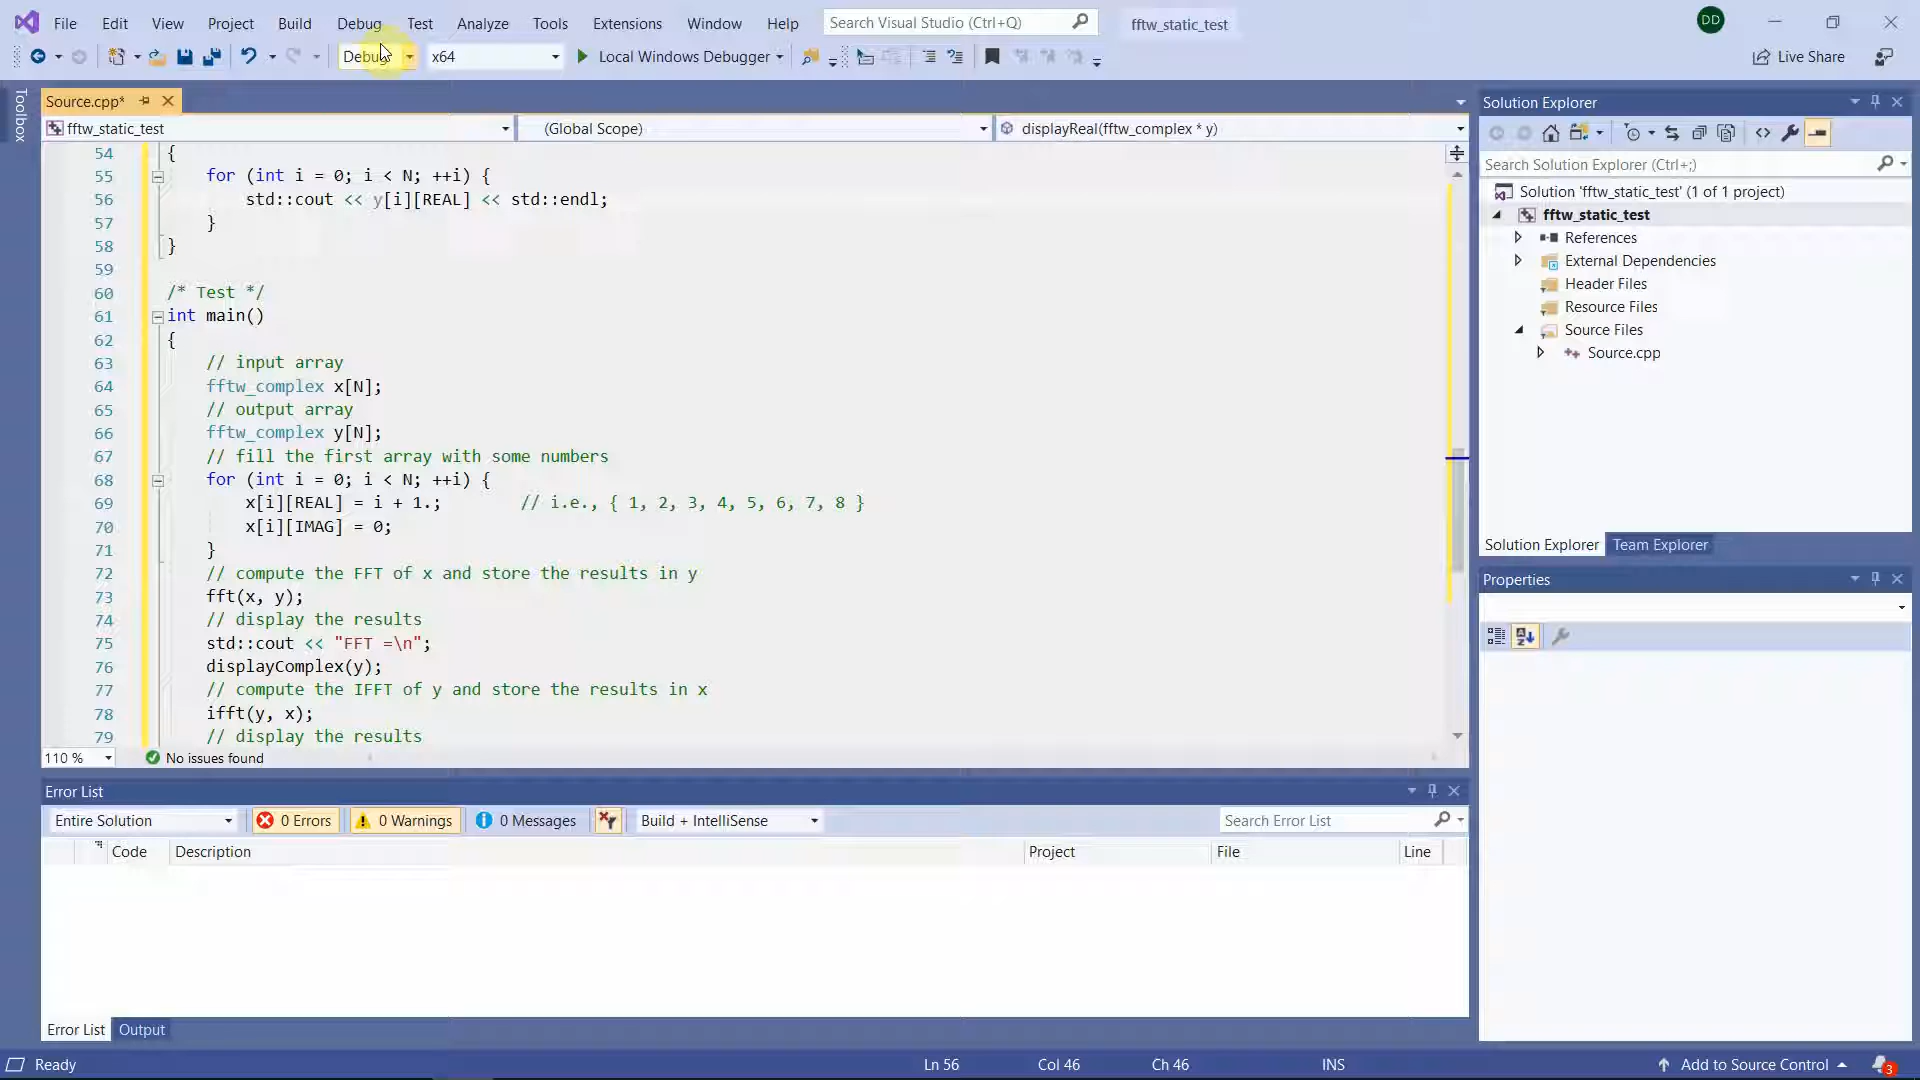 File Edit View Project Build Debug Test Analyze Tools Extensions Window Help Search Visual Studio (Ctrl+Q) fftw_static_test DD
Debug x64 Local Windows Debugger Live Share
Toolbox
Source.cpp*
fftw_static_test (Global Scope) displayReal(fftw_complex * y)
54 {
55 for (int i = 0; i < N; ++i) {
56 std::cout << y[i][REAL] << std::endl;
57 }
58 }
59
60 /* Test */
61 int main()
62 {
63 // input array
64 fftw_complex x[N];
65 // output array
66 fftw_complex y[N];
67 // fill the first array with some numbers
68 for (int i = 0; i < N; ++i) {
69 x[i][REAL] = i + 1.; // i.e., { 1, 2, 3, 4, 5, 6, 7, 8 }
70 x[i][IMAG] = 0;
71 }
72 // compute the FFT of x and store the results in y
73 fft(x, y);
74 // display the results
75 std::cout << "FFT =\n";
76 displayComplex(y);
77 // compute the IFFT of y and store the results in x
78 ifft(y, x);
79 // display the results
110 % No issues found
Error List
Entire Solution 0 Errors 0 Warnings 0 Messages Build + IntelliSense Search Error List
Code Description Project File Line
Error List Output
Solution Explorer
Search Solution Explorer (Ctrl+;)
Solution 'fftw_static_test' (1 of 1 project)
fftw_static_test
References
External Dependencies
Header Files
Resource Files
Source Files
Source.cpp
Solution Explorer Team Explorer
Properties
Ready Ln 56 Col 46 Ch 46 INS Add to Source Control 3